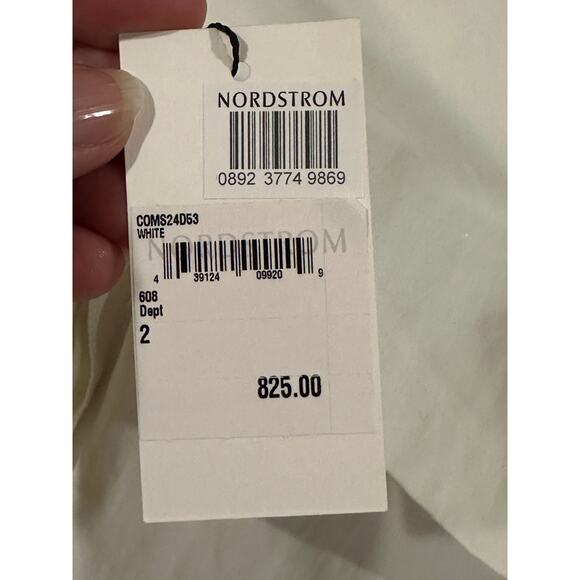 NORDSTROM
0892 3774 9869
COMS24D53
WHITE
NORDSTROM
4 39124 09920 9
608
Dept
2
825.00